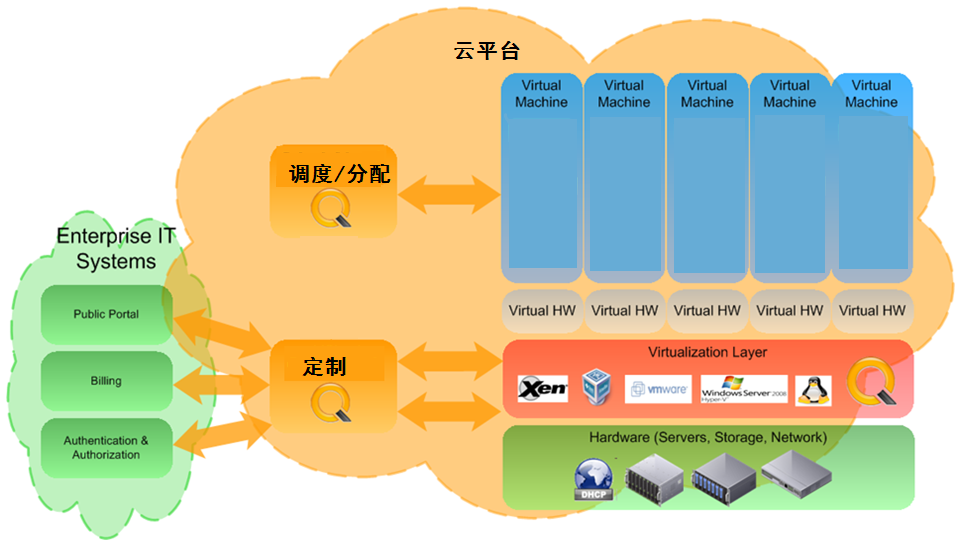 云平台
Virtual
Machine
Virtual
Machine
Virtual
Machine
Virtual
Machine
Virtual
Machine
调度/分配
Enterprise IT
Systems
Public Portal
Billing
Authentication &
Authorization
定制
Virtual HW
Virtual HW
Virtual HW
Virtual HW
Virtual HW
Virtualization Layer
Xen
vmware
Windows Server 2008
Hyper-V
Hardware (Servers, Storage, Network)
DHCP